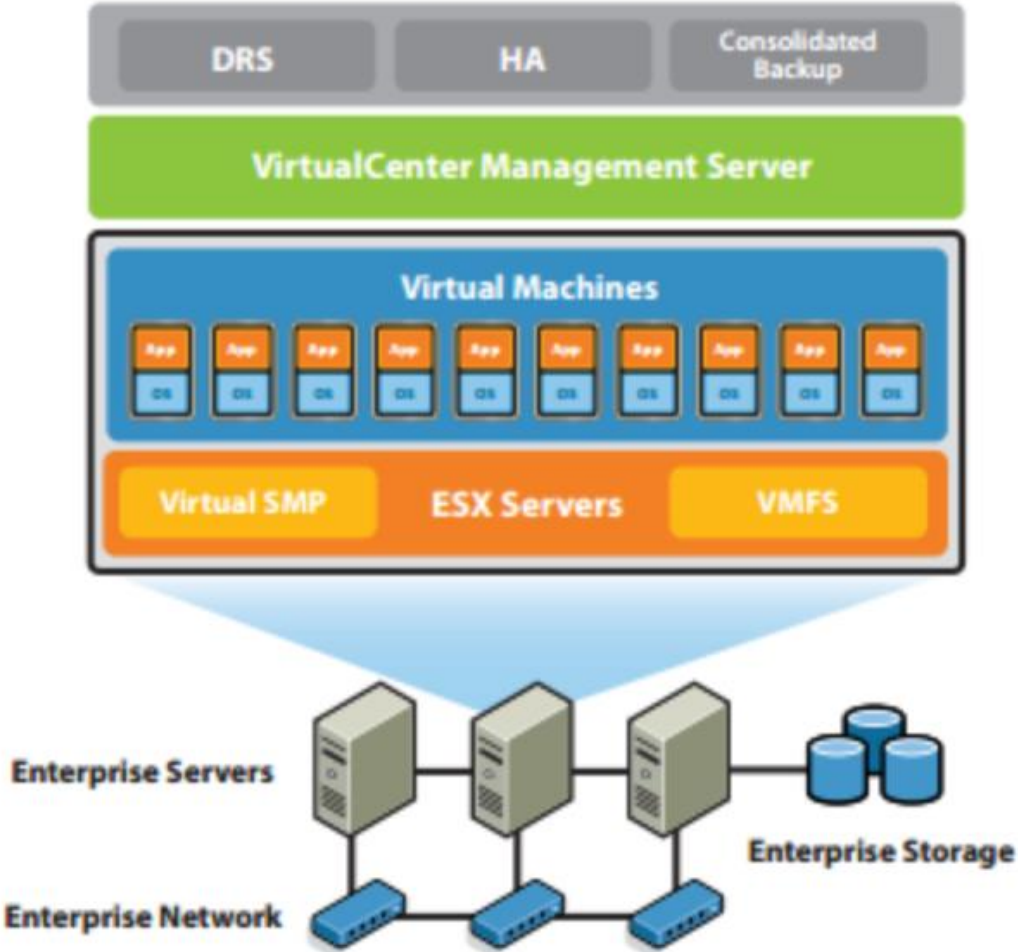 DRS
HA
Consolidated
Backup
VirtualCenter Management Server
Virtual Machines
App App App App App App App App App App
OS OS OS OS OS OS OS OS OS OS
Virtual SMP
ESX Servers
VMFS
Enterprise Servers
Enterprise Storage
Enterprise Network